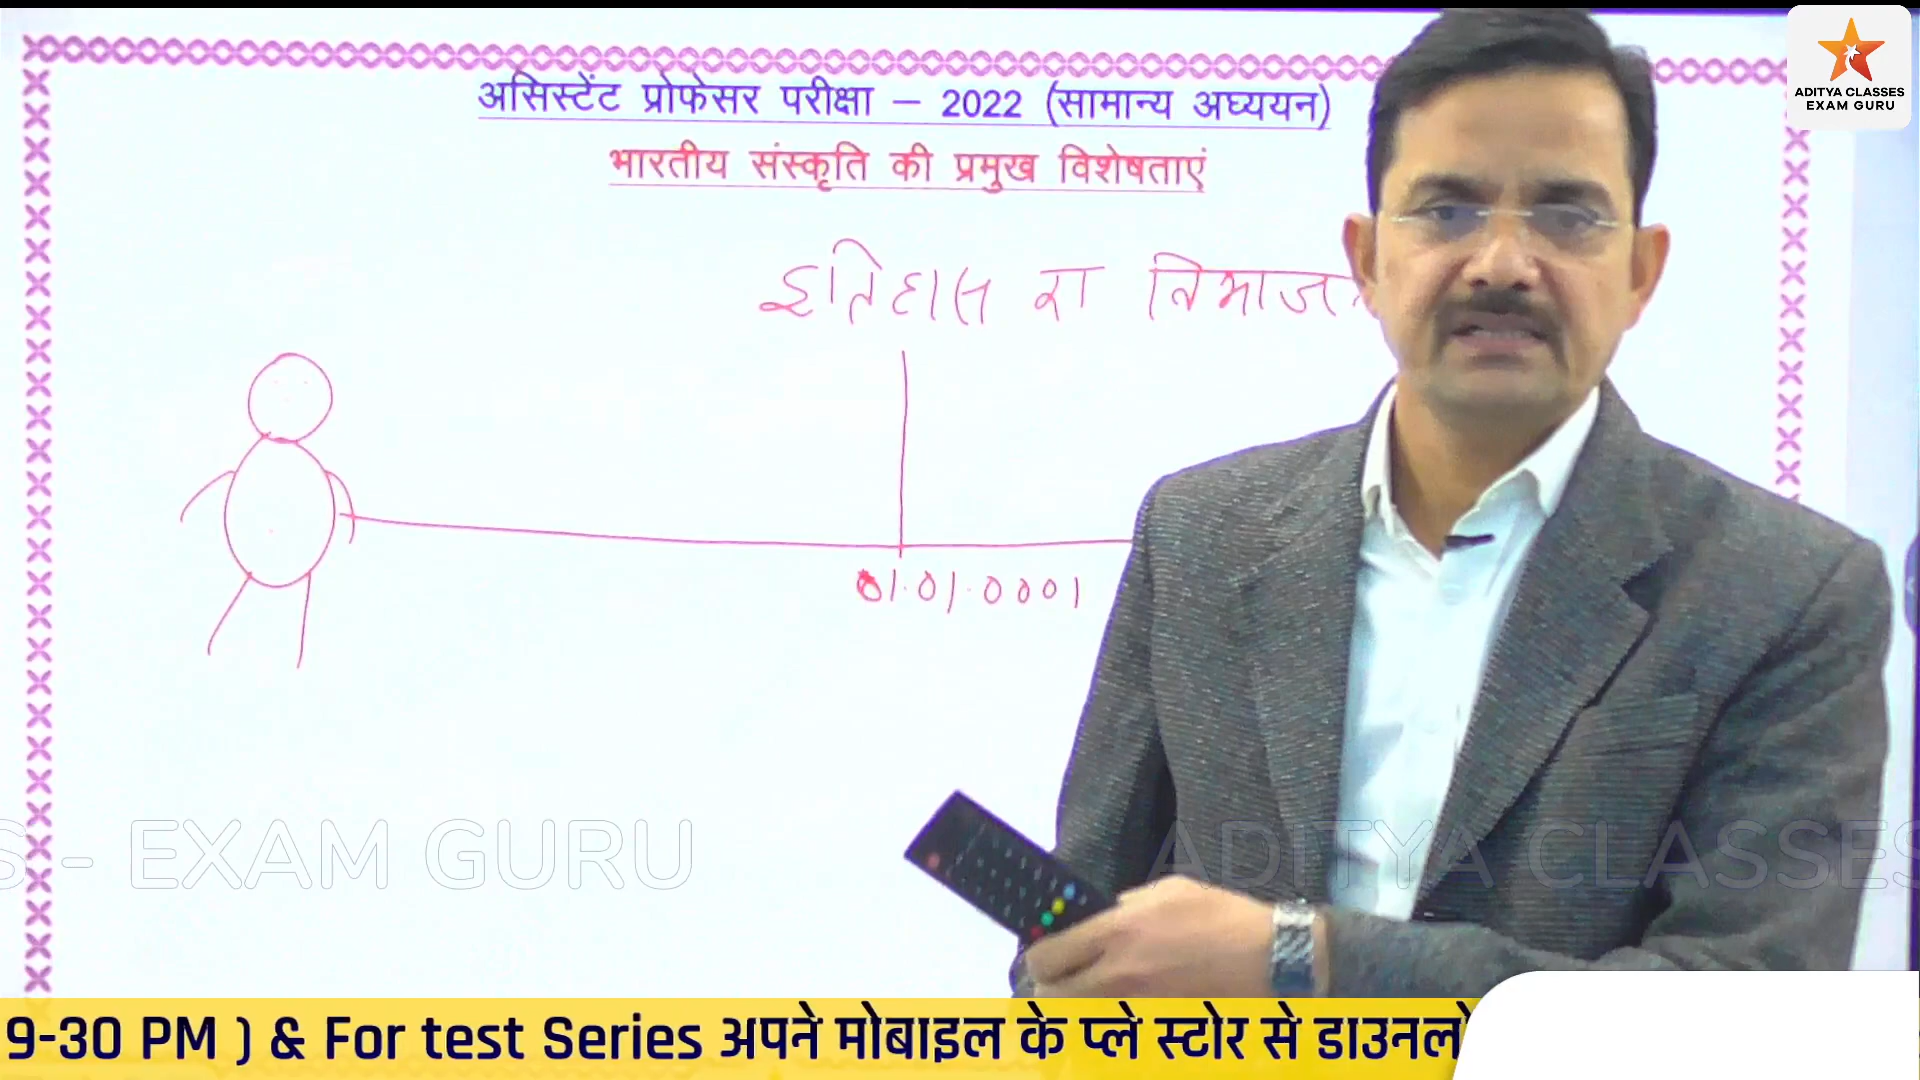 असिस्टेंट प्रोफेसर परीक्षा – 2022 (सामान्य अध्ययन)
भारतीय संस्कृति की प्रमुख विशेषताएं
ADITYA CLASSES
EXAM GURU
इतिहास का विभाज
01.01.0001
S - EXAM GURU
ADITYA CLASSES
9-30 PM ) & For test Series अपने मोबाइल के प्ले स्टोर से डाउनलो